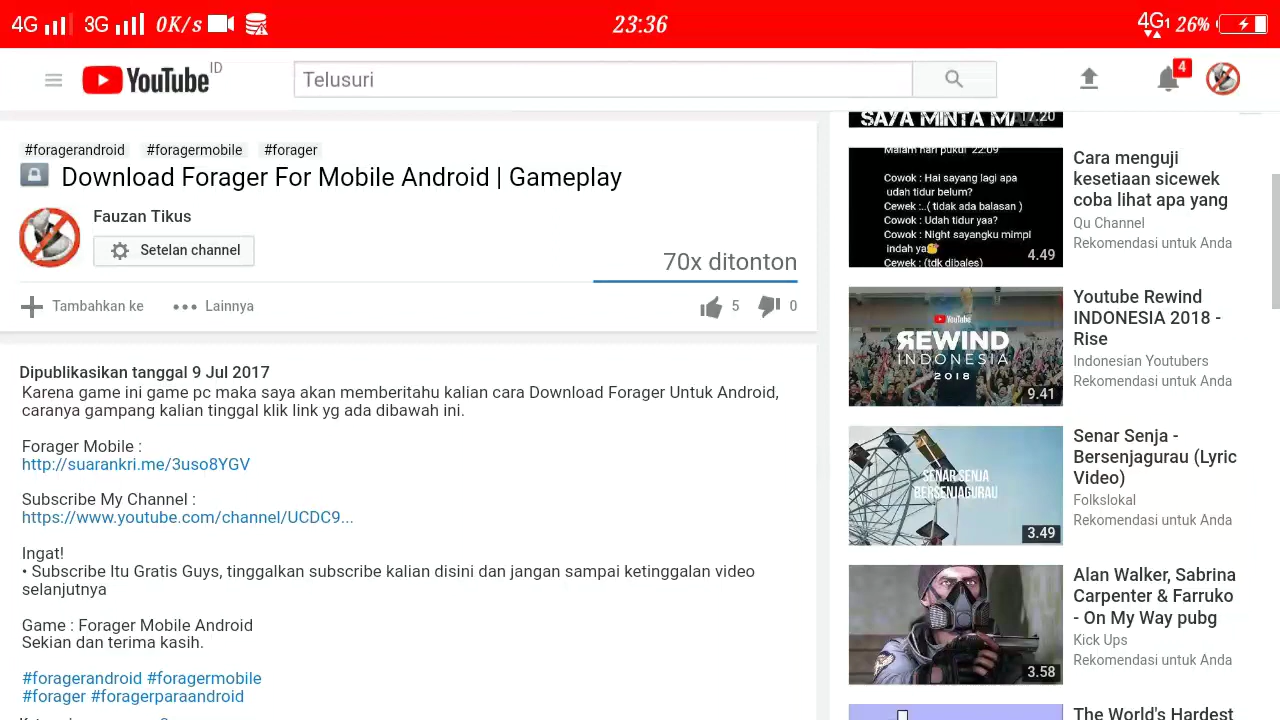 4G 3G 0K/s 23:36 4G 1 26%
YouTube ID Telusuri 4
#foragerandroid #foragermobile #forager
Download Forager For Mobile Android | Gameplay
Fauzan Tikus
Setelan channel
70x ditonton
Tambahkan ke ••• Lainnya 5 0
Dipublikasikan tanggal 9 Jul 2017
Karena game ini game pc maka saya akan memberitahu kalian cara Download Forager Untuk Android,
caranya gampang kalian tinggal klik link yg ada dibawah ini.
Forager Mobile :
http://suarankri.me/3uso8YGV
Subscribe My Channel :
https://www.youtube.com/channel/UCDC9...
Ingat!
• Subscribe Itu Gratis Guys, tinggalkan subscribe kalian disini dan jangan sampai ketinggalan video
selanjutnya
Game : Forager Mobile Android
Sekian dan terima kasih.
#foragerandroid #foragermobile
#forager #foragerparaandroid
SAYA MINTA
17.20
Malam hari pukul 22:09
Cowok : Hai sayang lagi apa
udah tidur belum?
Cewek :..( tidak ada balasan )
Cowok : Udah tidur yaa?
Cowok : Night sayangku mimpi
indah ya
Cewek : (tdk dibales)
4.49
Cara menguji
kesetiaan sicewek
coba lihat apa yang
Qu Channel
Rekomendasi untuk Anda
YouTube
REWIND
INDONESIA
2018
9.41
Youtube Rewind
INDONESIA 2018 -
Rise
Indonesian Youtubers
Rekomendasi untuk Anda
SENAR SENJA
BERSENJAGURAU
3.49
Senar Senja -
Bersenjagurau (Lyric
Video)
Folkslokal
Rekomendasi untuk Anda
3.58
Alan Walker, Sabrina
Carpenter & Farruko
- On My Way pubg
Kick Ups
Rekomendasi untuk Anda
The World's Hardest